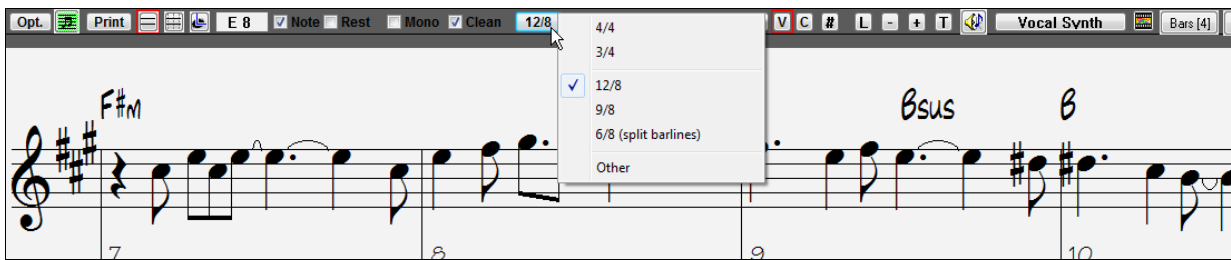 Opt. Print E 8 Note Rest Mono Clean 12/8 V C # L - + T Vocal Synth Bars [4]
4/4
3/4
12/8
9/8
6/8 (split barlines)
Other
F#m Bsus B
7 8 9 10